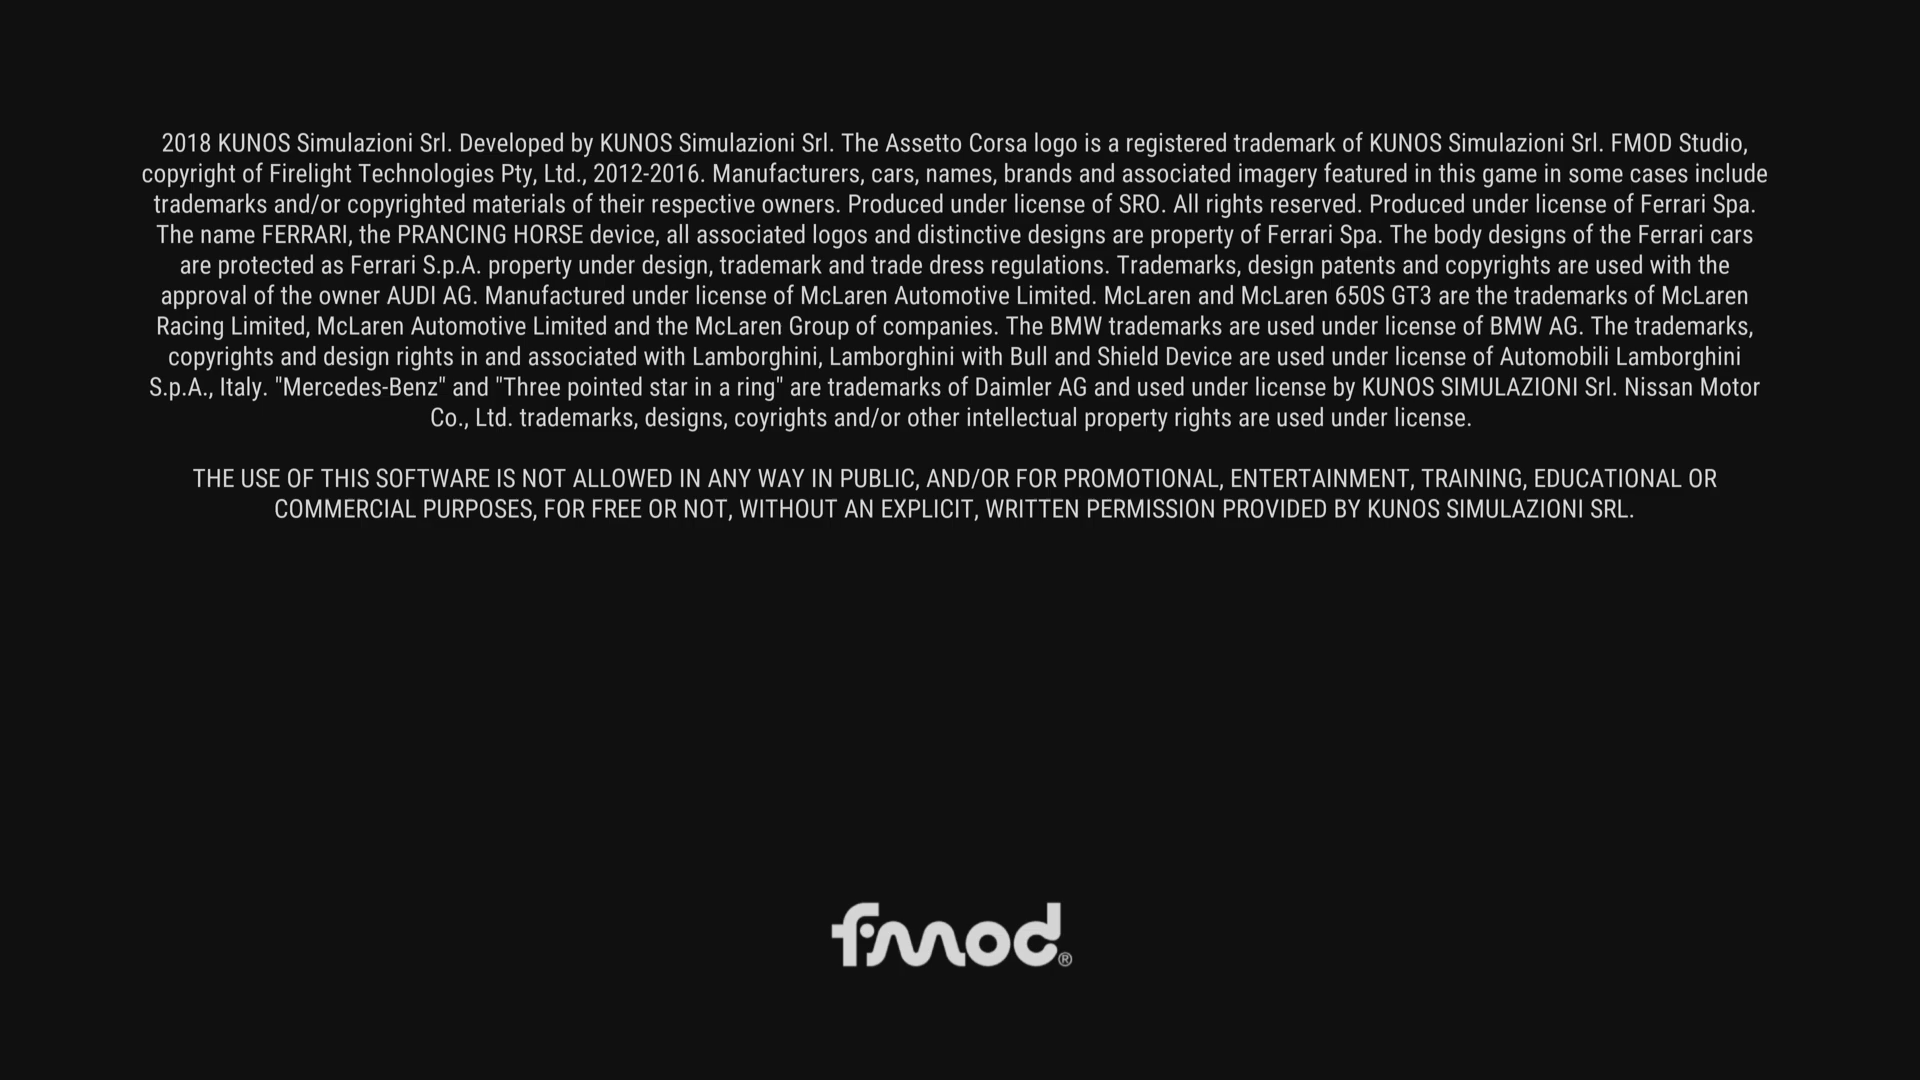 2018 KUNOS Simulazioni Srl. Developed by KUNOS Simulazioni Srl. The Assetto Corsa logo is a registered trademark of KUNOS Simulazioni Srl. FMOD Studio,
copyright of Firelight Technologies Pty, Ltd., 2012-2016. Manufacturers, cars, names, brands and associated imagery featured in this game in some cases include
trademarks and/or copyrighted materials of their respective owners. Produced under license of SRO. All rights reserved. Produced under license of Ferrari Spa.
The name FERRARI, the PRANCING HORSE device, all associated logos and distinctive designs are property of Ferrari Spa. The body designs of the Ferrari cars
are protected as Ferrari S.p.A. property under design, trademark and trade dress regulations. Trademarks, design patents and copyrights are used with the
approval of the owner AUDI AG. Manufactured under license of McLaren Automotive Limited. McLaren and McLaren 650S GT3 are the trademarks of McLaren
Racing Limited, McLaren Automotive Limited and the McLaren Group of companies. The BMW trademarks are used under license of BMW AG. The trademarks,
copyrights and design rights in and associated with Lamborghini, Lamborghini with Bull and Shield Device are used under license of Automobili Lamborghini
S.p.A., Italy. "Mercedes-Benz" and "Three pointed star in a ring" are trademarks of Daimler AG and used under license by KUNOS SIMULAZIONI Srl. Nissan Motor
Co., Ltd. trademarks, designs, coyrights and/or other intellectual property rights are used under license.
THE USE OF THIS SOFTWARE IS NOT ALLOWED IN ANY WAY IN PUBLIC, AND/OR FOR PROMOTIONAL, ENTERTAINMENT, TRAINING, EDUCATIONAL OR
COMMERCIAL PURPOSES, FOR FREE OR NOT, WITHOUT AN EXPLICIT, WRITTEN PERMISSION PROVIDED BY KUNOS SIMULAZIONI SRL.
fmod®